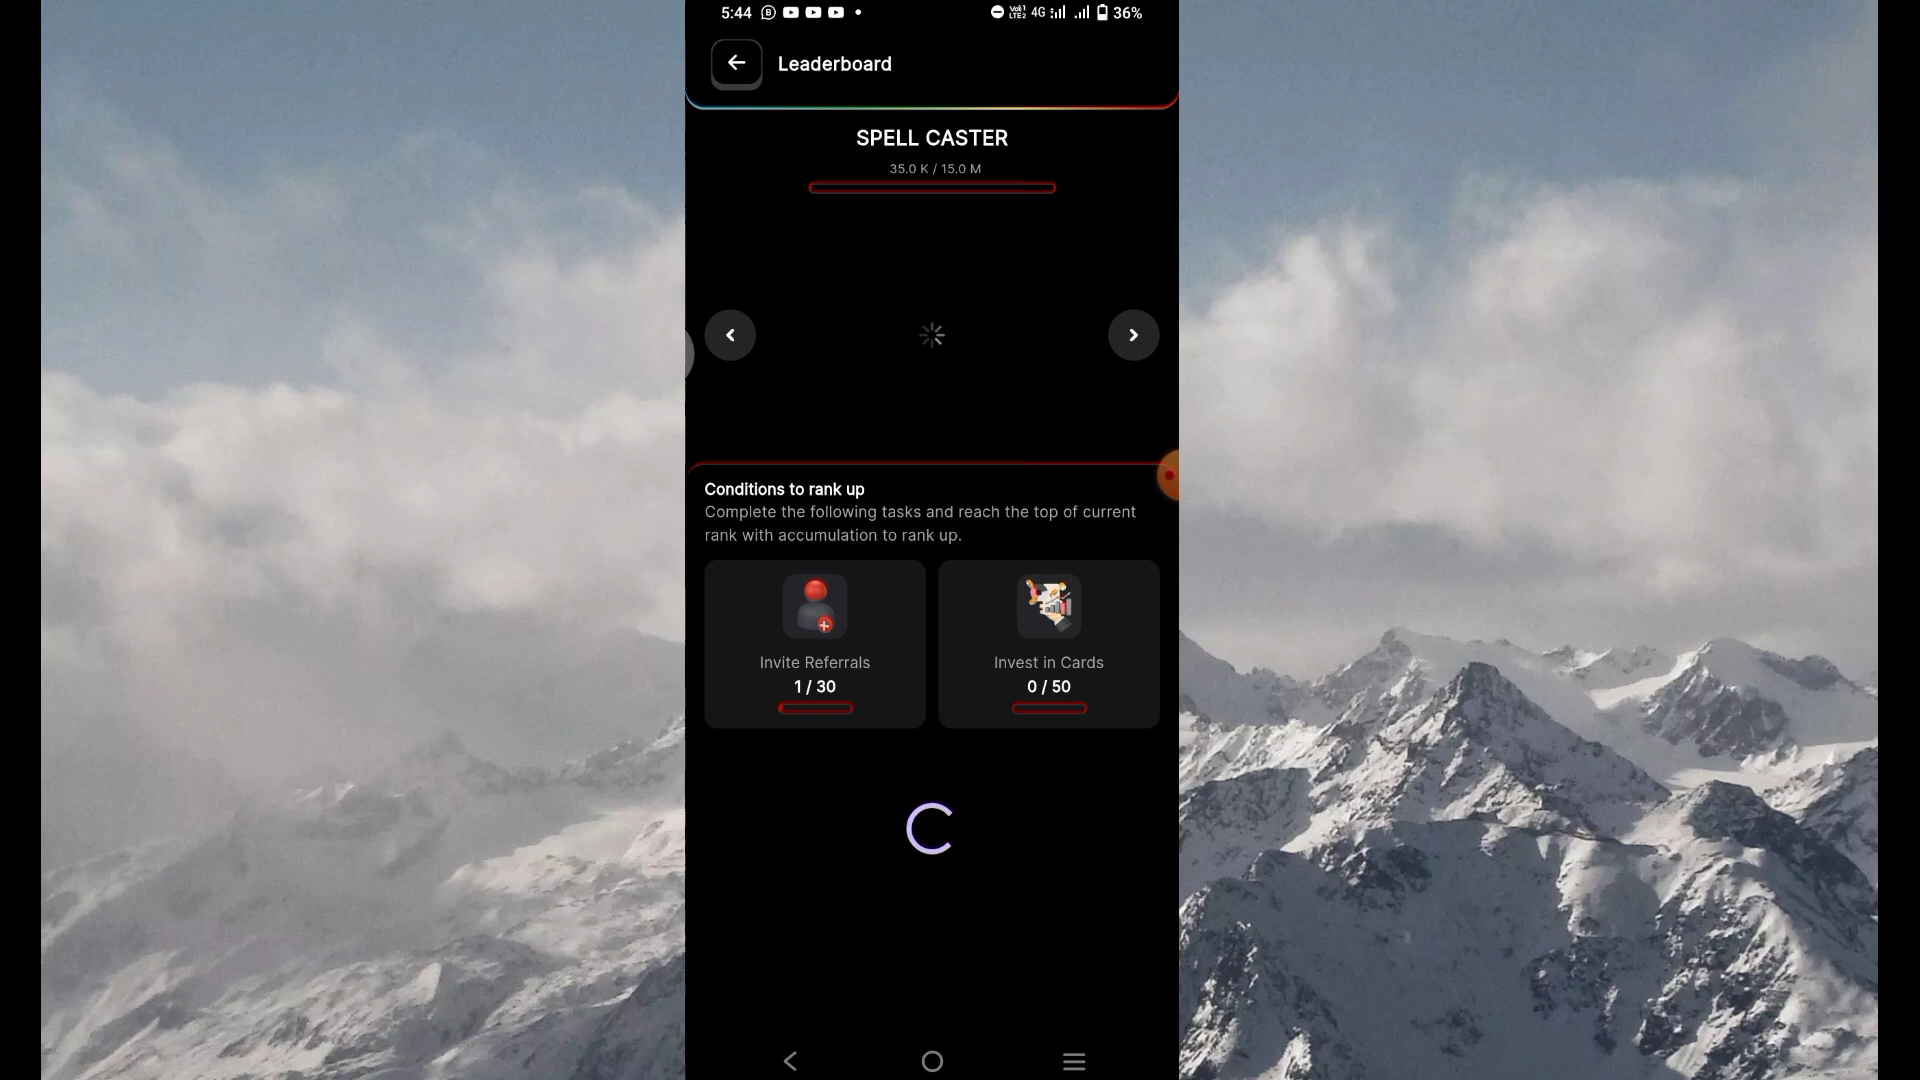 5:44
4G
36%
Leaderboard
SPELL CASTER
35.0 K / 15.0 M
Conditions to rank up
Complete the following tasks and reach the top of current
rank with accumulation to rank up.
Invite Referrals
1 / 30
Invest in Cards
0 / 50